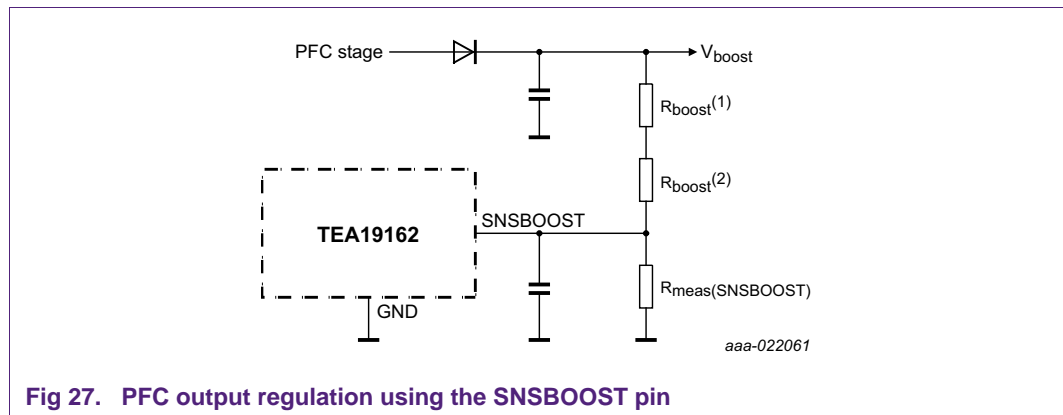 PFC stage
Vboost
Rboost(1)
Rboost(2)
SNSBOOST
TEA19162
Rmeas(SNSBOOST)
GND
aaa-022061
Fig 27. PFC output regulation using the SNSBOOST pin